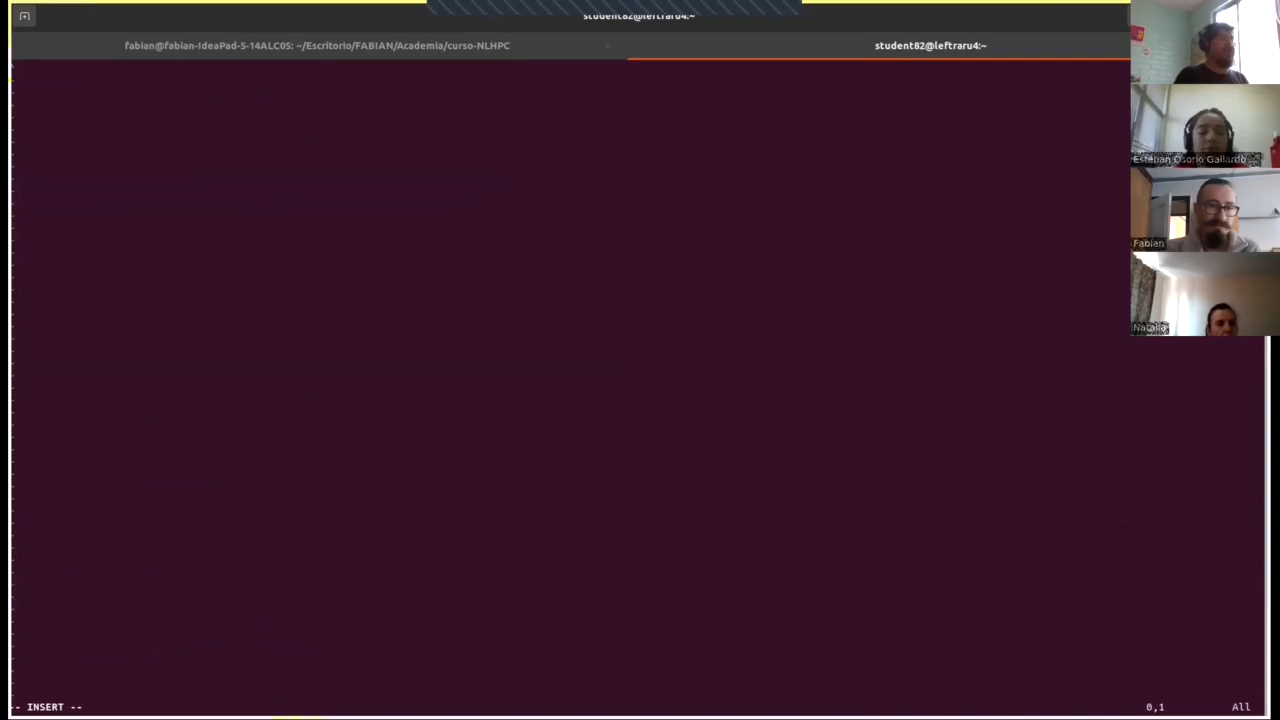 student82@leftraru4:~
fabian@fabian-IdeaPad-5-14ALC05: ~/Escritorio/FABIAN/Academia/curso-NLHPC
student82@leftraru4:~
Esteban Osorio Gallardo
Fabian
Natalia
-- INSERT --
0,1
All